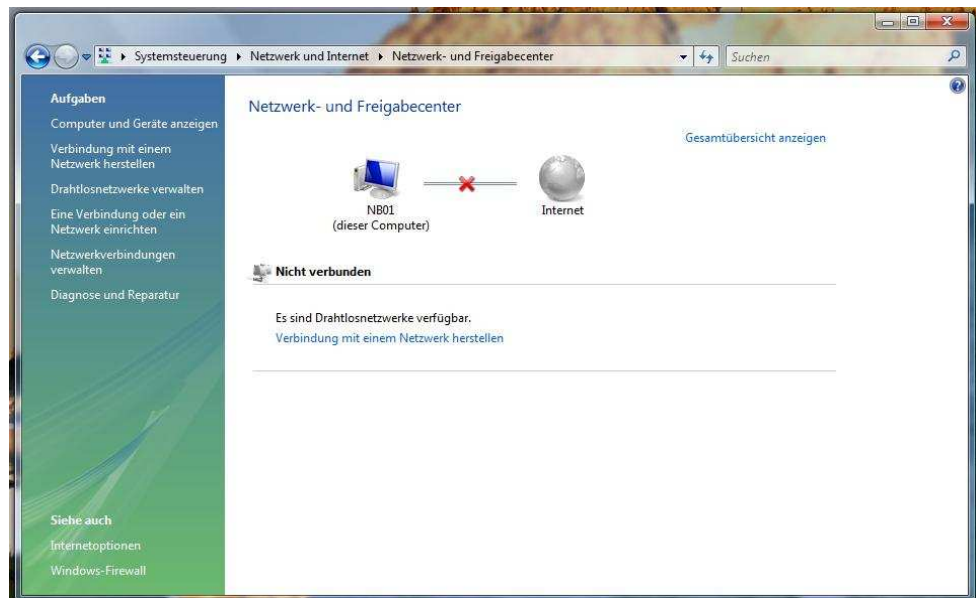 Systemsteuerung ▸ Netzwerk und Internet ▸ Netzwerk- und Freigabecenter
Suchen
Aufgaben
Computer und Geräte anzeigen
Verbindung mit einem
Netzwerk herstellen
Drahtlosnetzwerke verwalten
Eine Verbindung oder ein
Netzwerk einrichten
Netzwerkverbindungen
verwalten
Diagnose und Reparatur
Siehe auch
Internetoptionen
Windows-Firewall
Netzwerk- und Freigabecenter
Gesamtübersicht anzeigen
NB01
(dieser Computer)
Internet
Nicht verbunden
Es sind Drahtlosnetzwerke verfügbar.
Verbindung mit einem Netzwerk herstellen